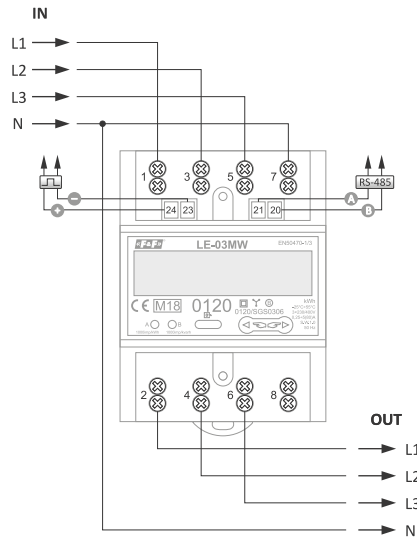 IN
L1
L2
L3
N
1 3 5 7
RS-485
A
B
24 23 21 20
F&F
LE-03MW
EN50470-1/3
CE M18 0120
0120/SGS0306
kWh
A B
2 4 6 8
OUT
L1
L2
L3
N